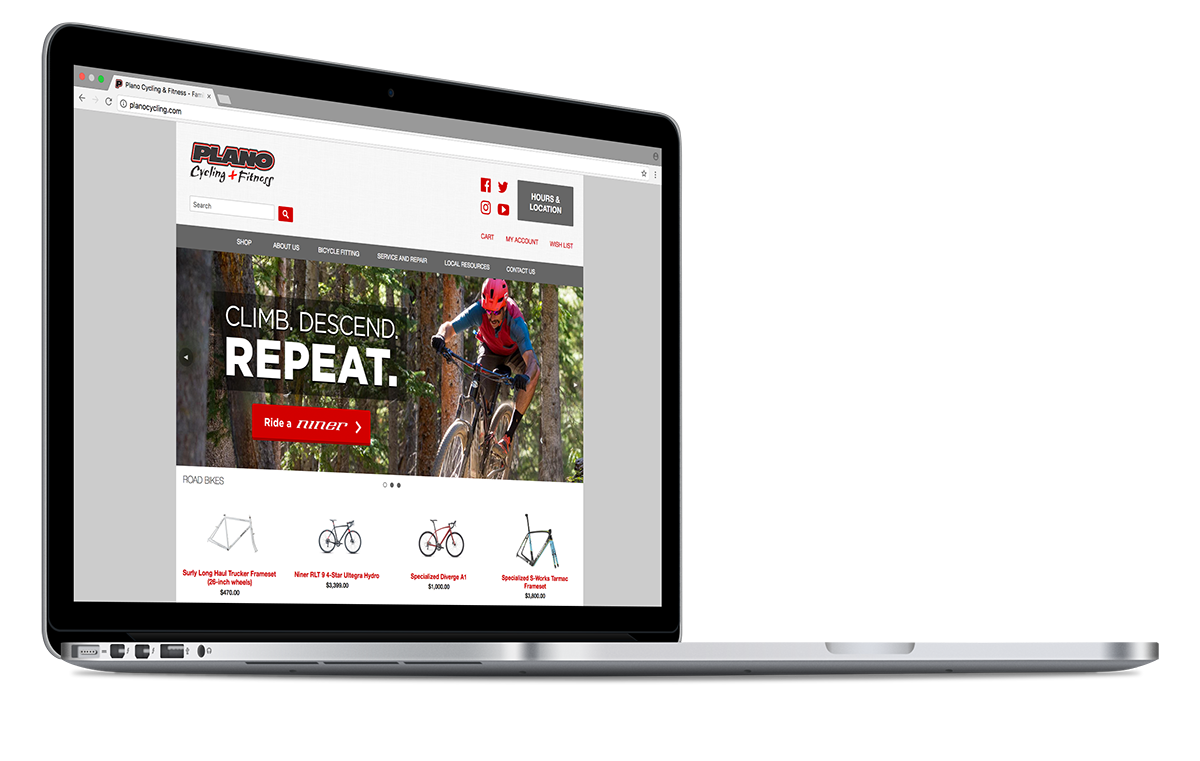 Plano Cycling & Fitness - Fami
planocycling.com
PLANO
Cycling + Fitness
Search
HOURS &
LOCATION
CART MY ACCOUNT WISH LIST
SHOP ABOUT US BICYCLE FITTING SERVICE AND REPAIR LOCAL RESOURCES CONTACT US
CLIMB. DESCEND.
REPEAT.
Ride a niner
ROAD BIKES
Surly Long Haul Trucker Frameset
(26-inch wheels)
$470.00
Niner RLT 9 4-Star Ultegra Hydro
$3,399.00
Specialized Diverge A1
$1,000.00
Specialized S-Works Tarmac
Frameset
$3,800.00